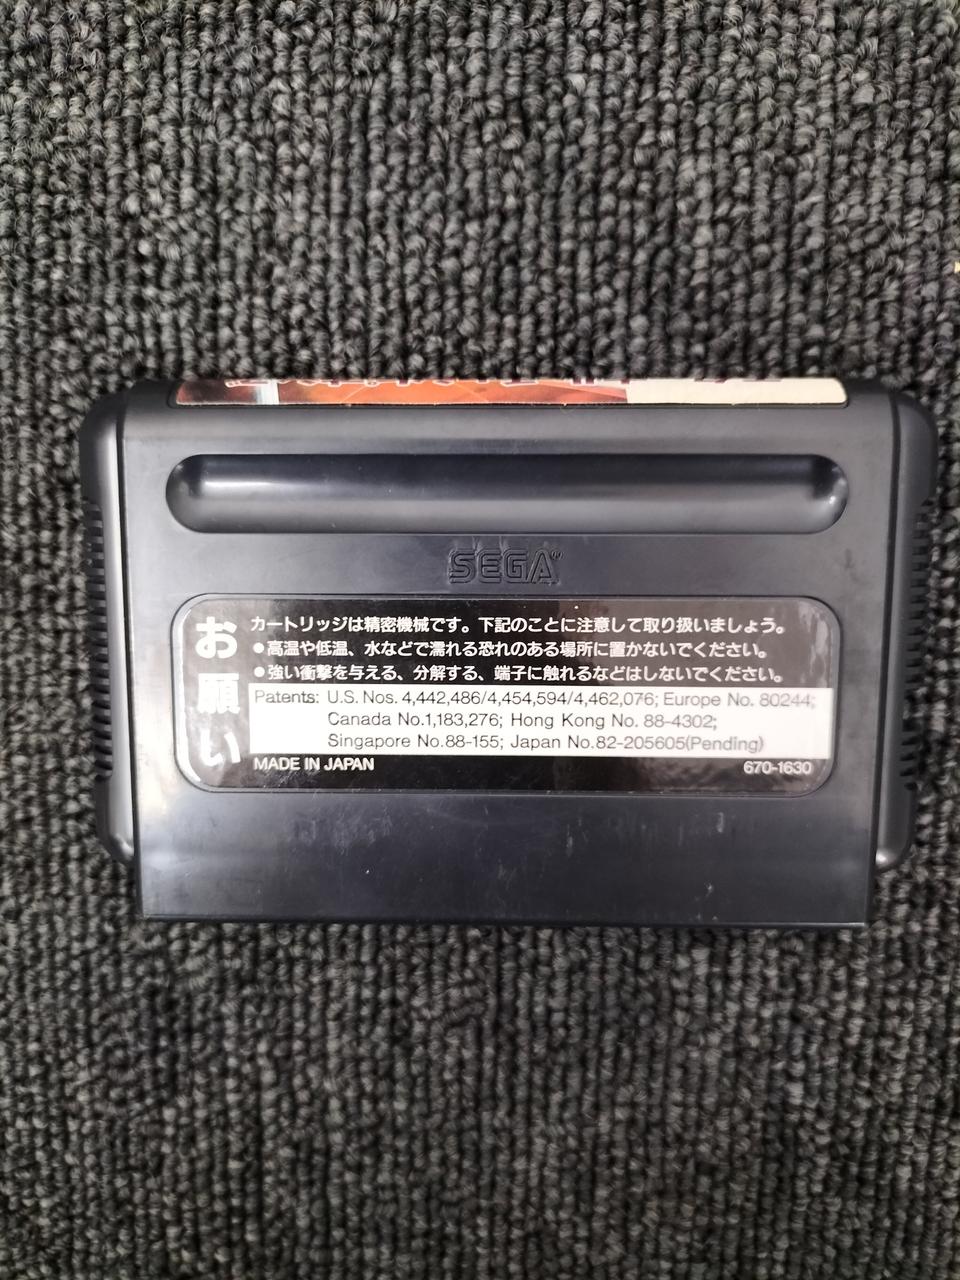 SEGA
お願い
カートリッジは精密機械です。下記のことに注意して取り扱いましょう。
●高温や低温、水などで濡れる恐れのある場所に置かないでください。
●強い衝撃を与える、分解する、端子に触れるなどはしないでください。
Patents: U.S. Nos. 4,442,486/4,454,594/4,462,076; Europe No. 80244;
Canada No.1,183,276; Hong Kong No. 88-4302;
Singapore No.88-155; Japan No.82-205605(Pending)
MADE IN JAPAN
670-1630